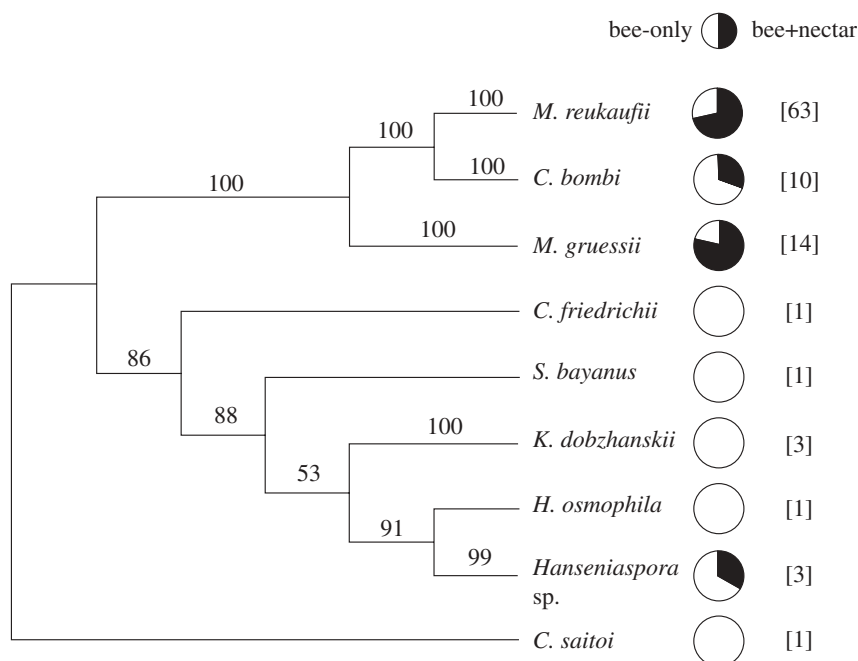 bee-only bee+nectar
100 M. reukaufii [63]
100
100 C. bombi [10]
100
100 M. gruessii [14]
C. friedrichii [1]
86
S. bayanus [1]
88
100 K. dobzhanskii [3]
53
H. osmophila [1]
91
99 Hanseniaspora [3]
sp.
C. saitoi [1]